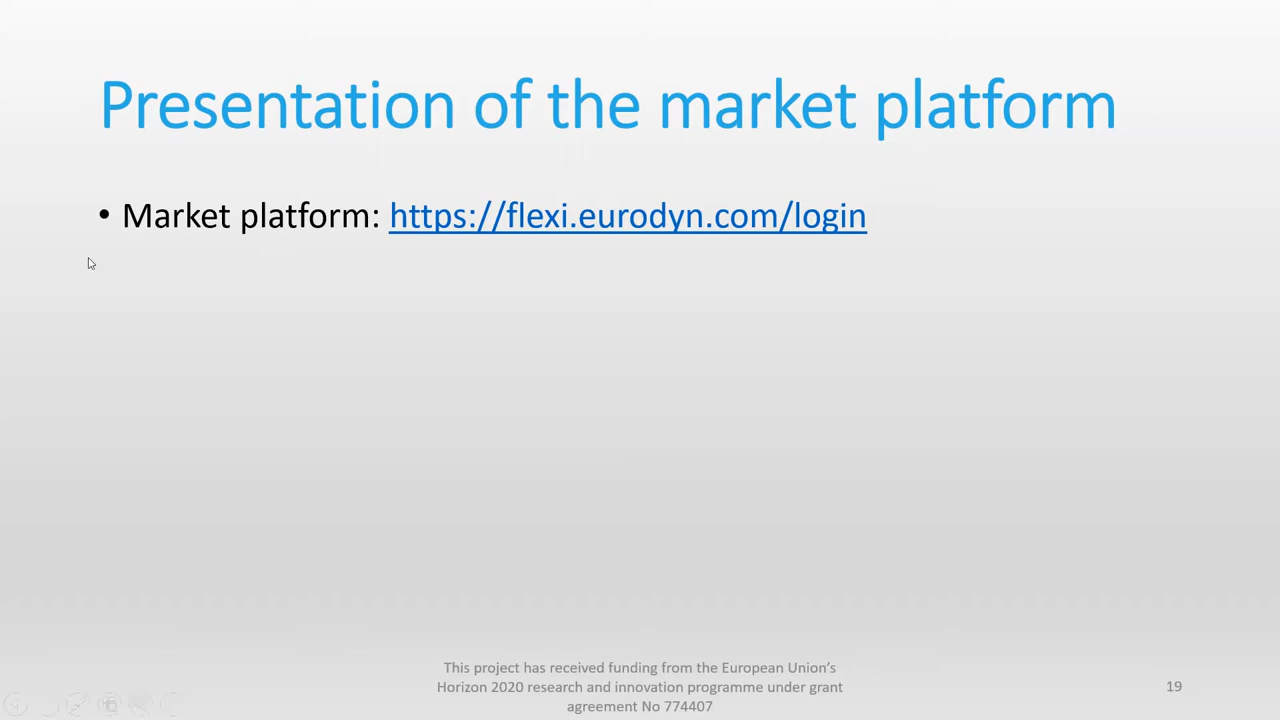 Presentation of the market platform
• Market platform: https://flexi.eurodyn.com/login
This project has received funding from the European Union’s
Horizon 2020 research and innovation programme under grant
agreement No 774407
19